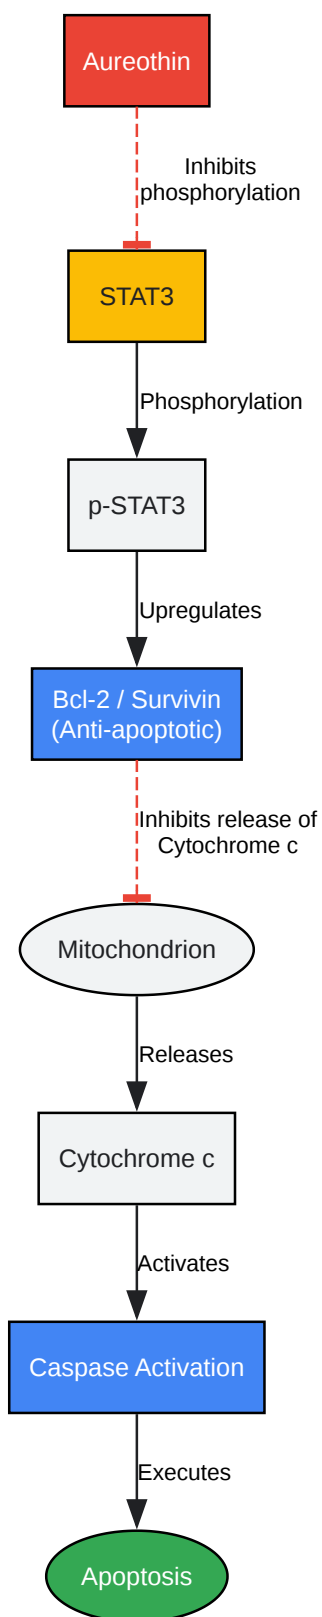 Aureothin
Inhibits
phosphorylation
STAT3
Phosphorylation
p-STAT3
Upregulates
Bcl-2 / Survivin
(Anti-apoptotic)
Inhibits release of
Cytochrome c
Mitochondrion
Releases
Cytochrome c
Activates
Caspase Activation
Executes
Apoptosis